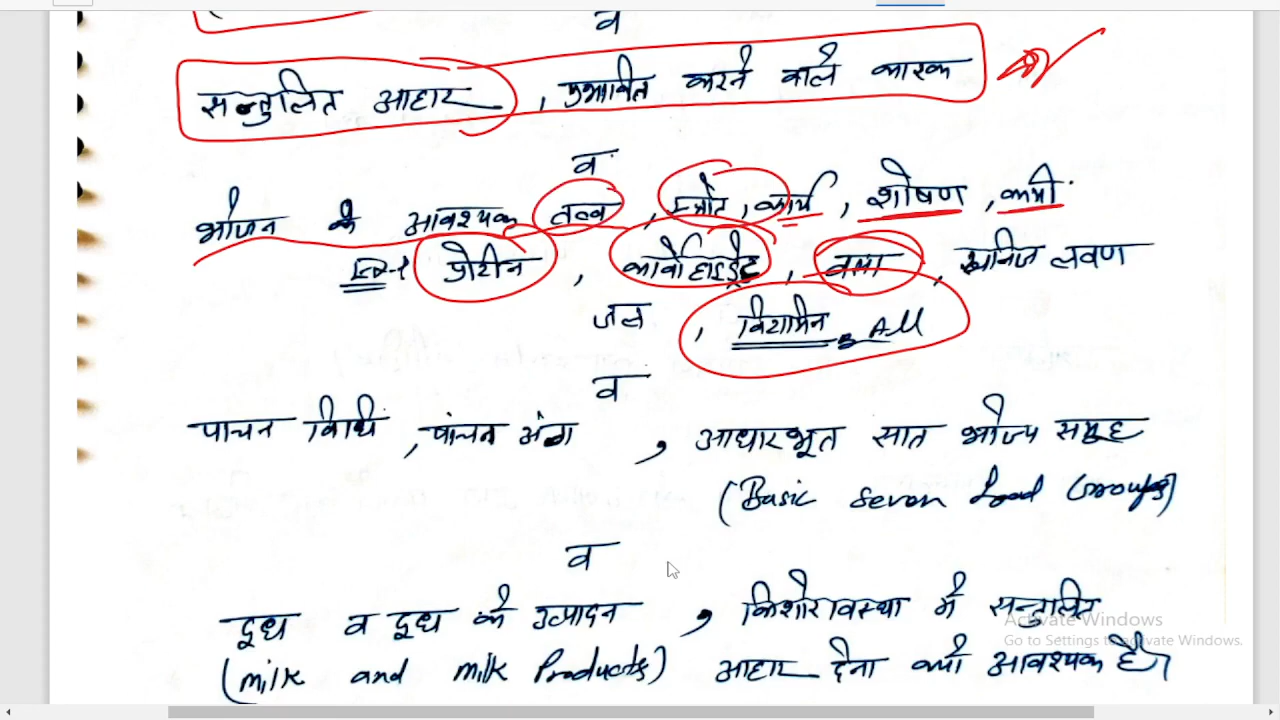 व
सन्तुलित आहार, प्रभावित करने वाले कारक
व
भोजन के आवश्यक तत्व, स्त्रोत, कार्य, शोषण, कमी
प्रोटीन, कार्बोहाइड्रेट, वसा, खनिज लवण
जल, विटामिन All
व
पाचन विधि, पांचन अंग, आधारभूत सात भोज्य समूह
(Basic Seven Food Groups)
व
दूध व दूध के उत्पादन, किशोरावस्था में सन्तुलित
(milk and milk Products) आहार देना क्यों आवश्यक है।
Activate Windows
Go to Settings to activate Windows.